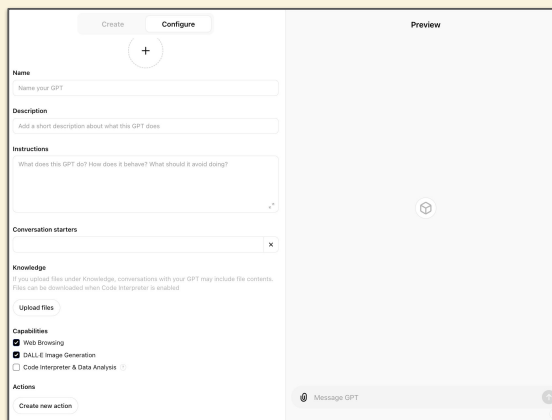 Create Configure
Preview
Name
Name your GPT
Description
Add a short description about what this GPT does
Instructions
What does this GPT do? How does it behave? What should it avoid doing?
Conversation starters
Knowledge
If you upload files under Knowledge, conversations with your GPT may include file contents.
Files can be downloaded when Code Interpreter is enabled
Upload files
Capabilities
Web Browsing
DALL·E Image Generation
Code Interpreter & Data Analysis
Actions
Create new action
Message GPT